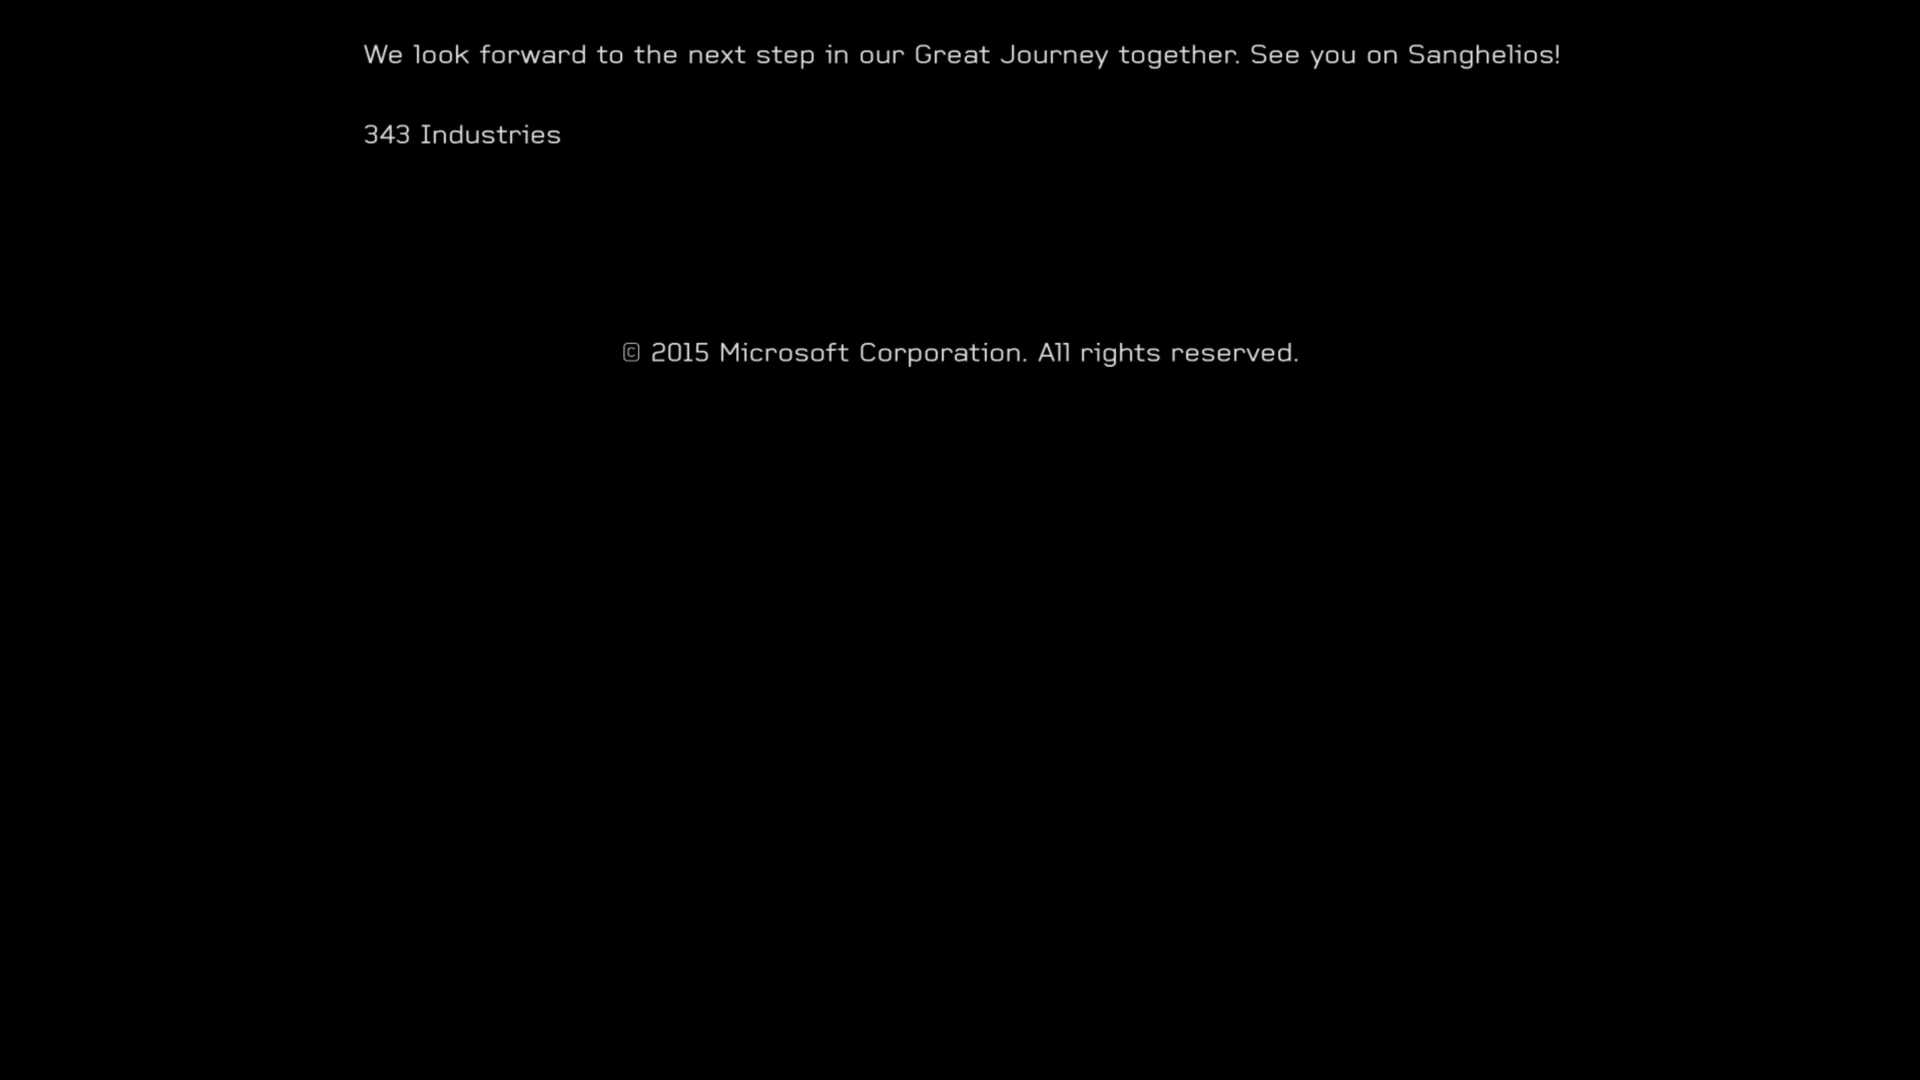 We look forward to the next step in our Great Journey together. See you on Sanghelios!
343 Industries
© 2015 Microsoft Corporation. All rights reserved.